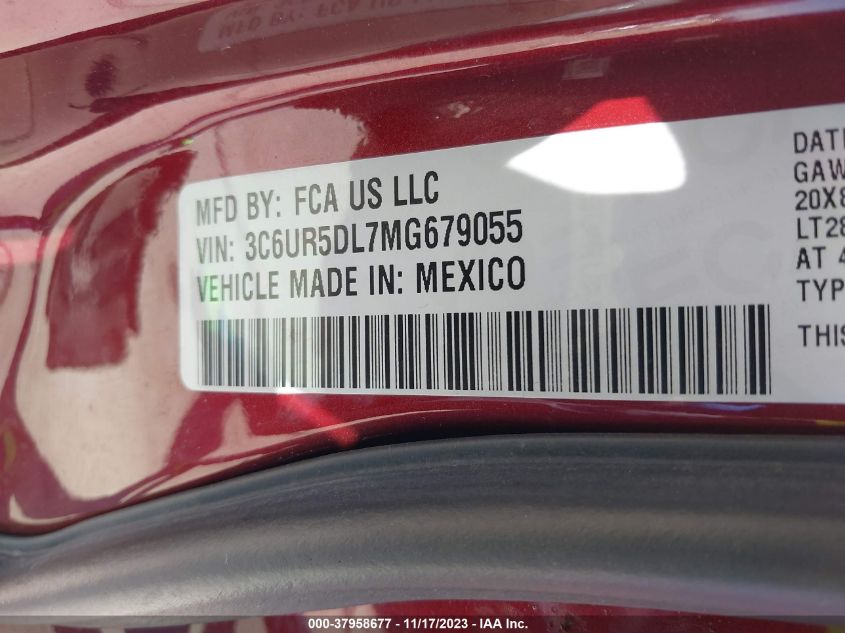 MFD BY: FCA US LLC
VIN: 3C6UR5DL7MG679055
VEHICLE MADE IN: MEXICO
DATE
GAW
20X8
LT28
AT 4
TYP
THIS
000-37958677 - 11/17/2023 - IAA Inc.